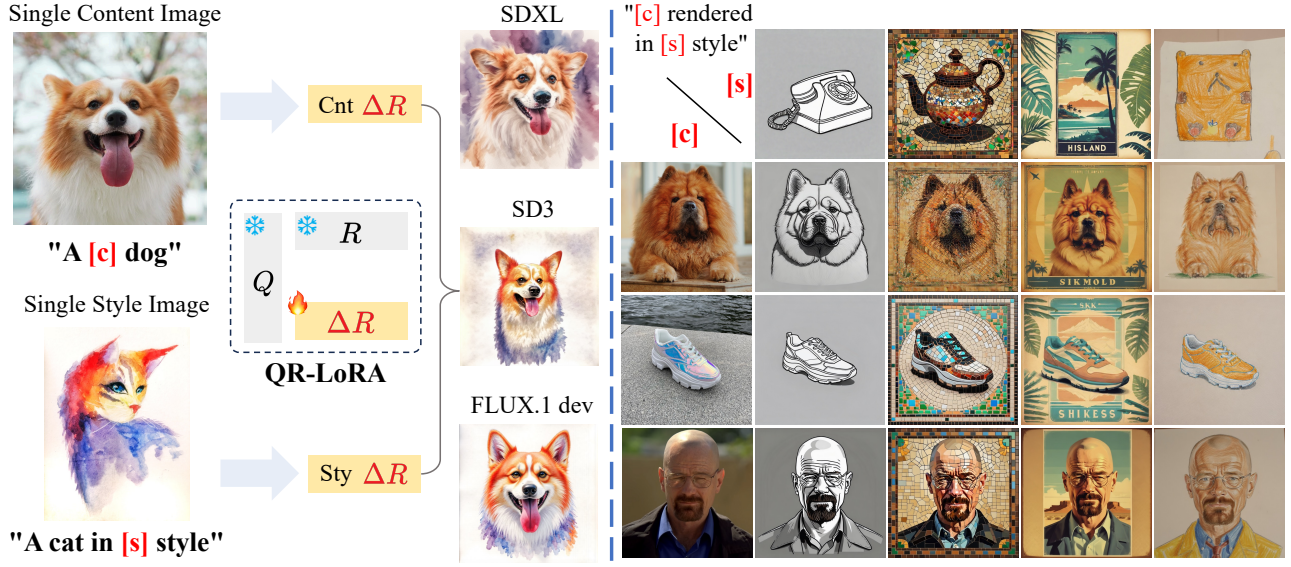 Single Content Image
"A [c] dog"
Single Style Image
"A cat in [s] style"
Cnt ΔR
Q
R
ΔR
QR-LoRA
Sty ΔR
SDXL
SD3
FLUX.1 dev
"[c] rendered
in [s] style"
[s]
[c]
HISLAND
SIKMOLD
SKK
SHIKESS